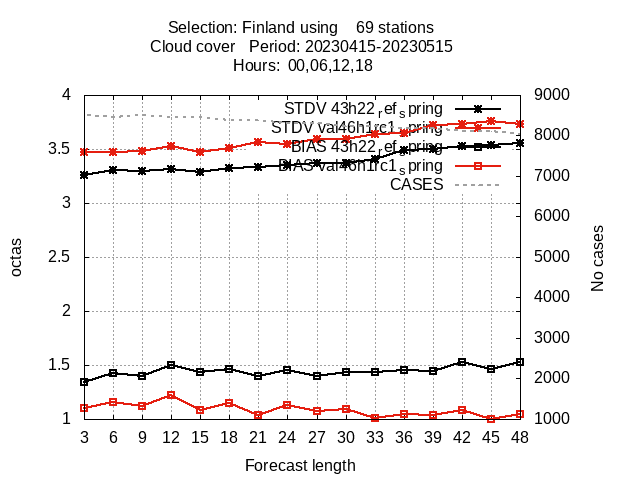 Selection: Finland using 69 stations
Cloud cover Period: 20230415-20230515
Hours: 00,06,12,18
4
3.5
3
2.5
2
1.5
1
9000
8000
7000
6000
5000
4000
3000
2000
1000
STDV 43h22_ref_spring
STDV val46h1rc1_spring
BIAS 43h22_ref_spring
BIAS val46h1rc1_spring
CASES
octas
No cases
3 6 9 12 15 18 21 24 27 30 33 36 39 42 45 48
Forecast length